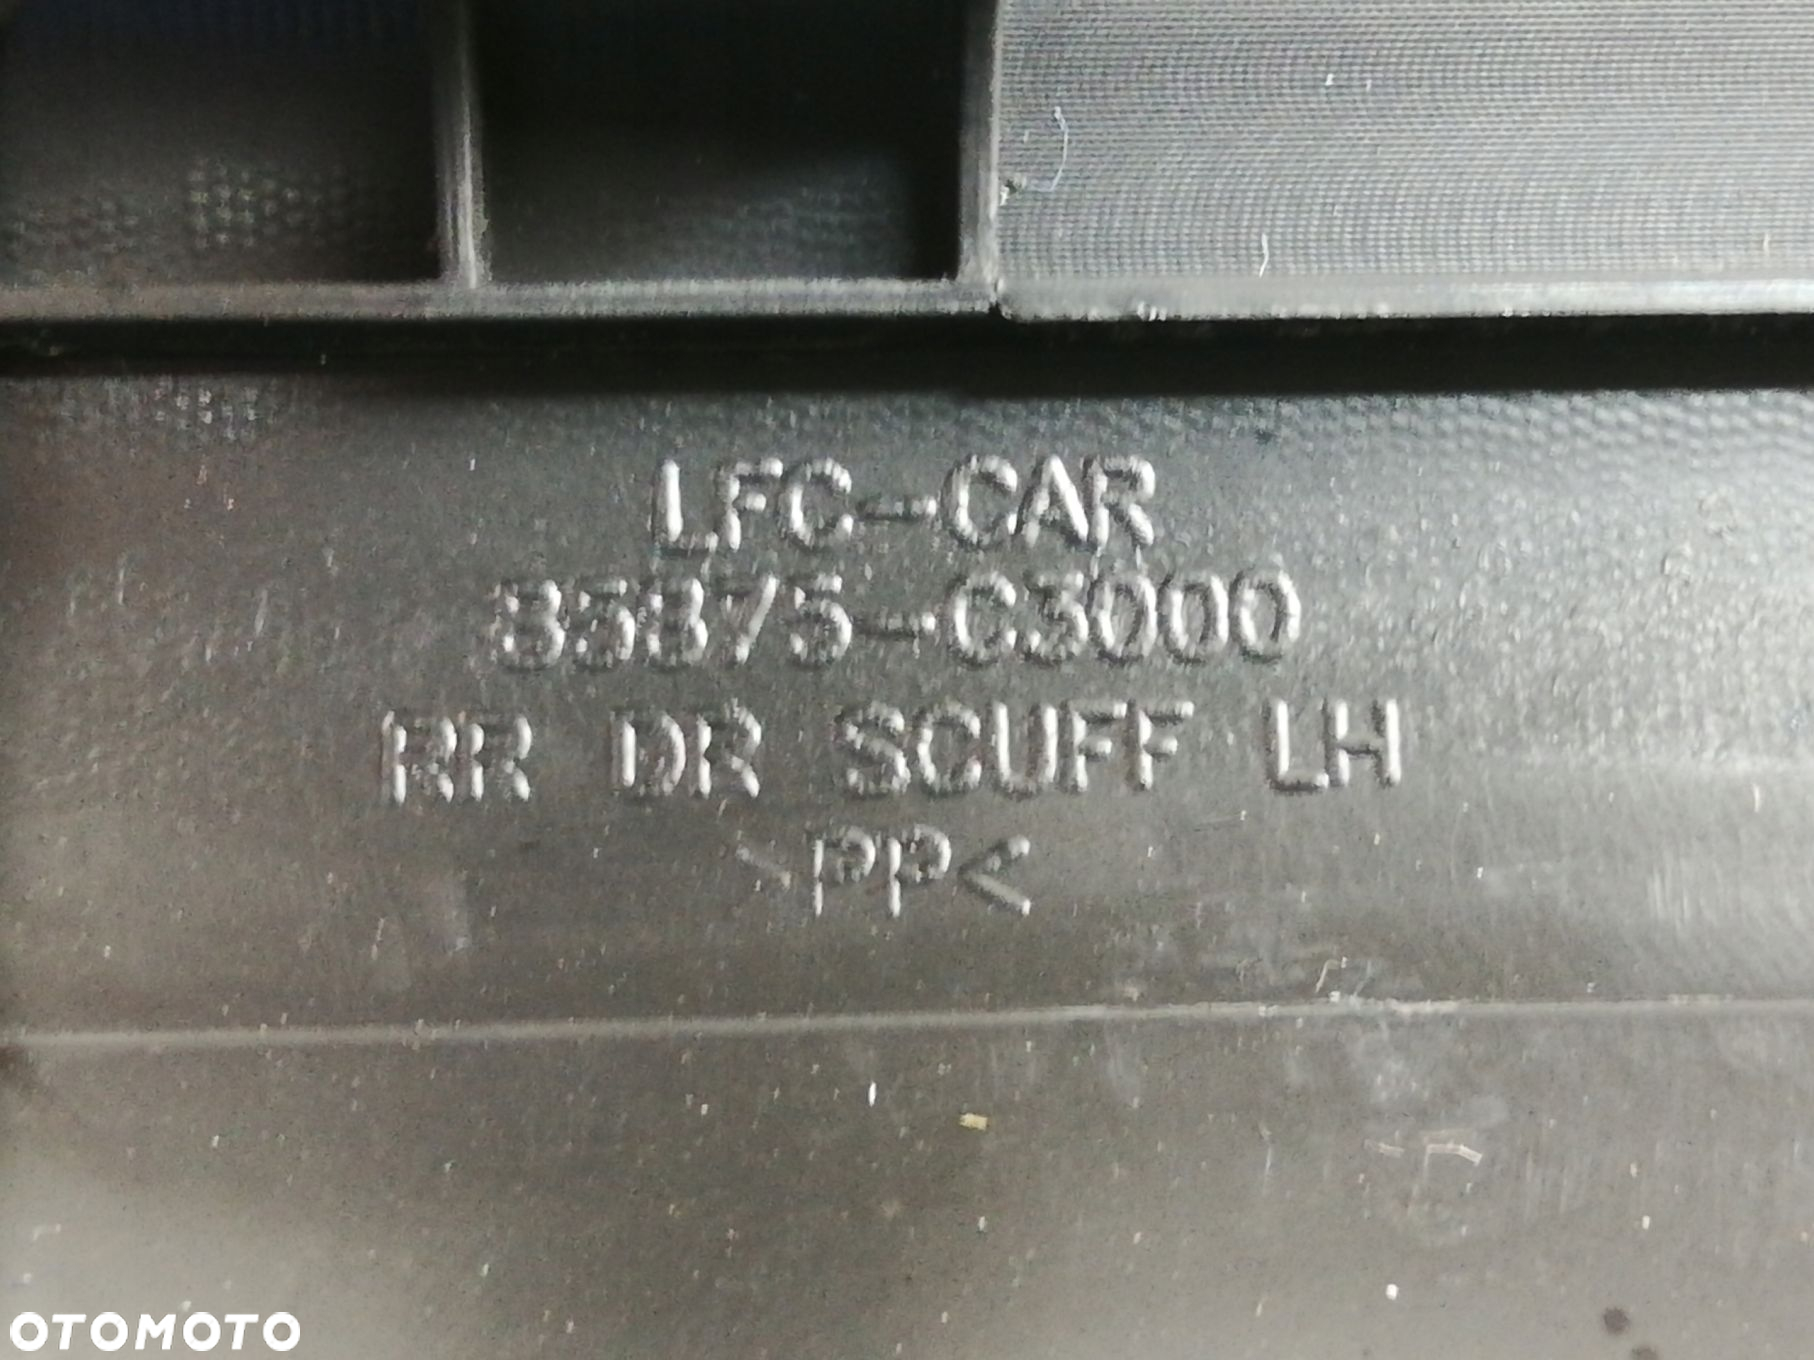 LFC-CAR
85875-C3000
RR DR SCUFF LH
>PP<
OTOMOTO